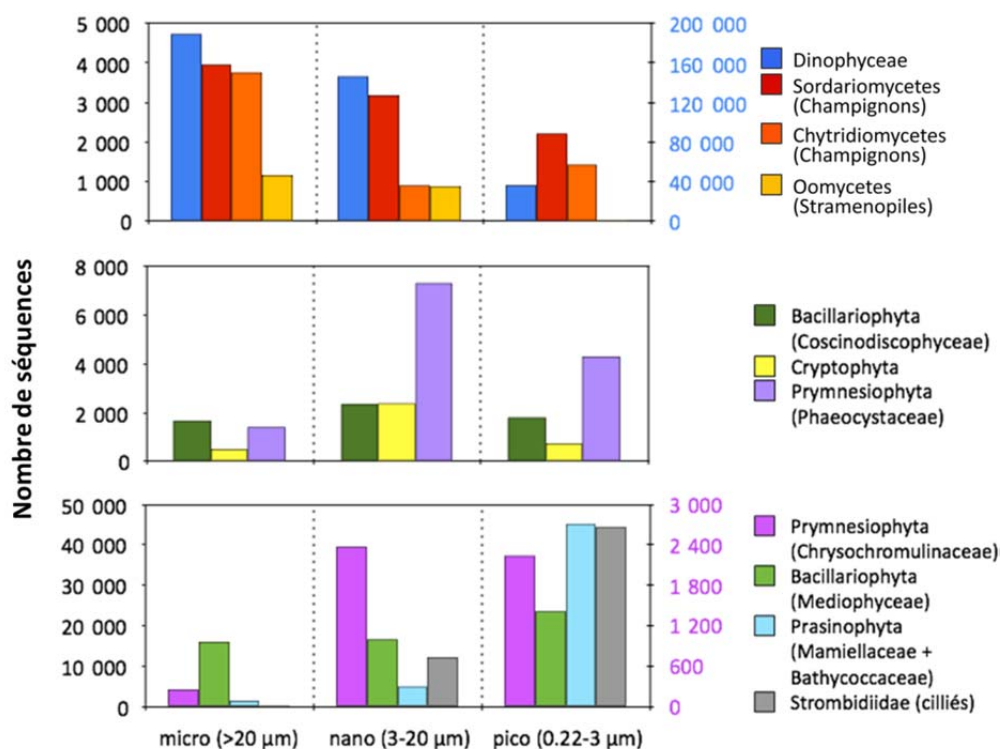 Nombre de séquences
5 000
4 000
3 000
2 000
1 000
0
200 000
160 000
120 000
80 000
40 000
0
Dinophyceae
Sordariomycetes
(Champignons)
Chytridiomycetes
(Champignons)
Oomycetes
(Stramenopiles)
8 000
6 000
4 000
2 000
0
Bacillariophyta
(Coscinodiscophyceae)
Cryptophyta
Prymnesiophyta
(Phaeocystaceae)
50 000
40 000
30 000
20 000
10 000
0
3 000
2 400
1 800
1 200
600
0
Prymnesiophyta
(Chrysochromulinaceae)
Bacillariophyta
(Mediophyceae)
Prasinophyta
(Mamiellaceae +
Bathycoccaceae)
Strombidiidae (cilliés)
micro (>20 µm)
nano (3-20 µm)
pico (0.22-3 µm)